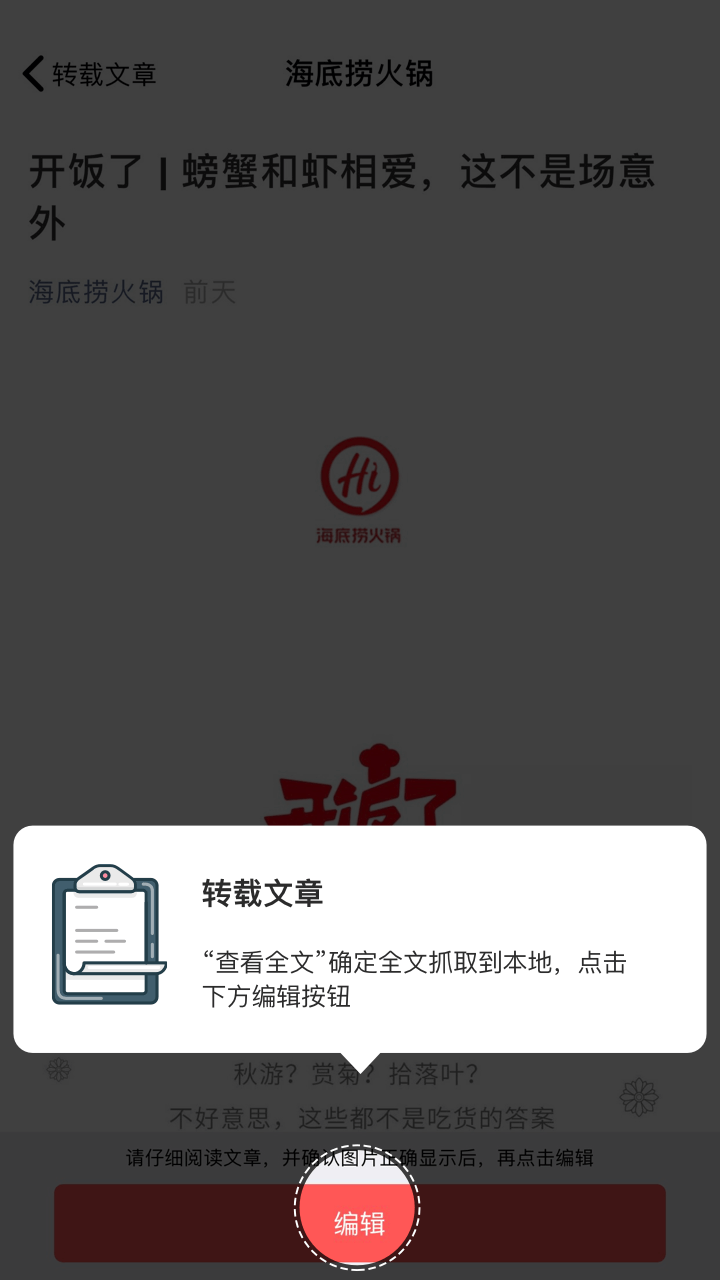 转载文章
海底捞火锅
开饭了 | 螃蟹和虾相爱，这不是场意
外
海底捞火锅 前天
Hi
海底捞火锅
开饭了
转载文章
“查看全文”确定全文抓取到本地，点击
下方编辑按钮
秋游？赏菊？拾落叶？
不好意思，这些都不是吃货的答案
请仔细阅读文章，并确认图片正确显示后，再点击编辑
编辑